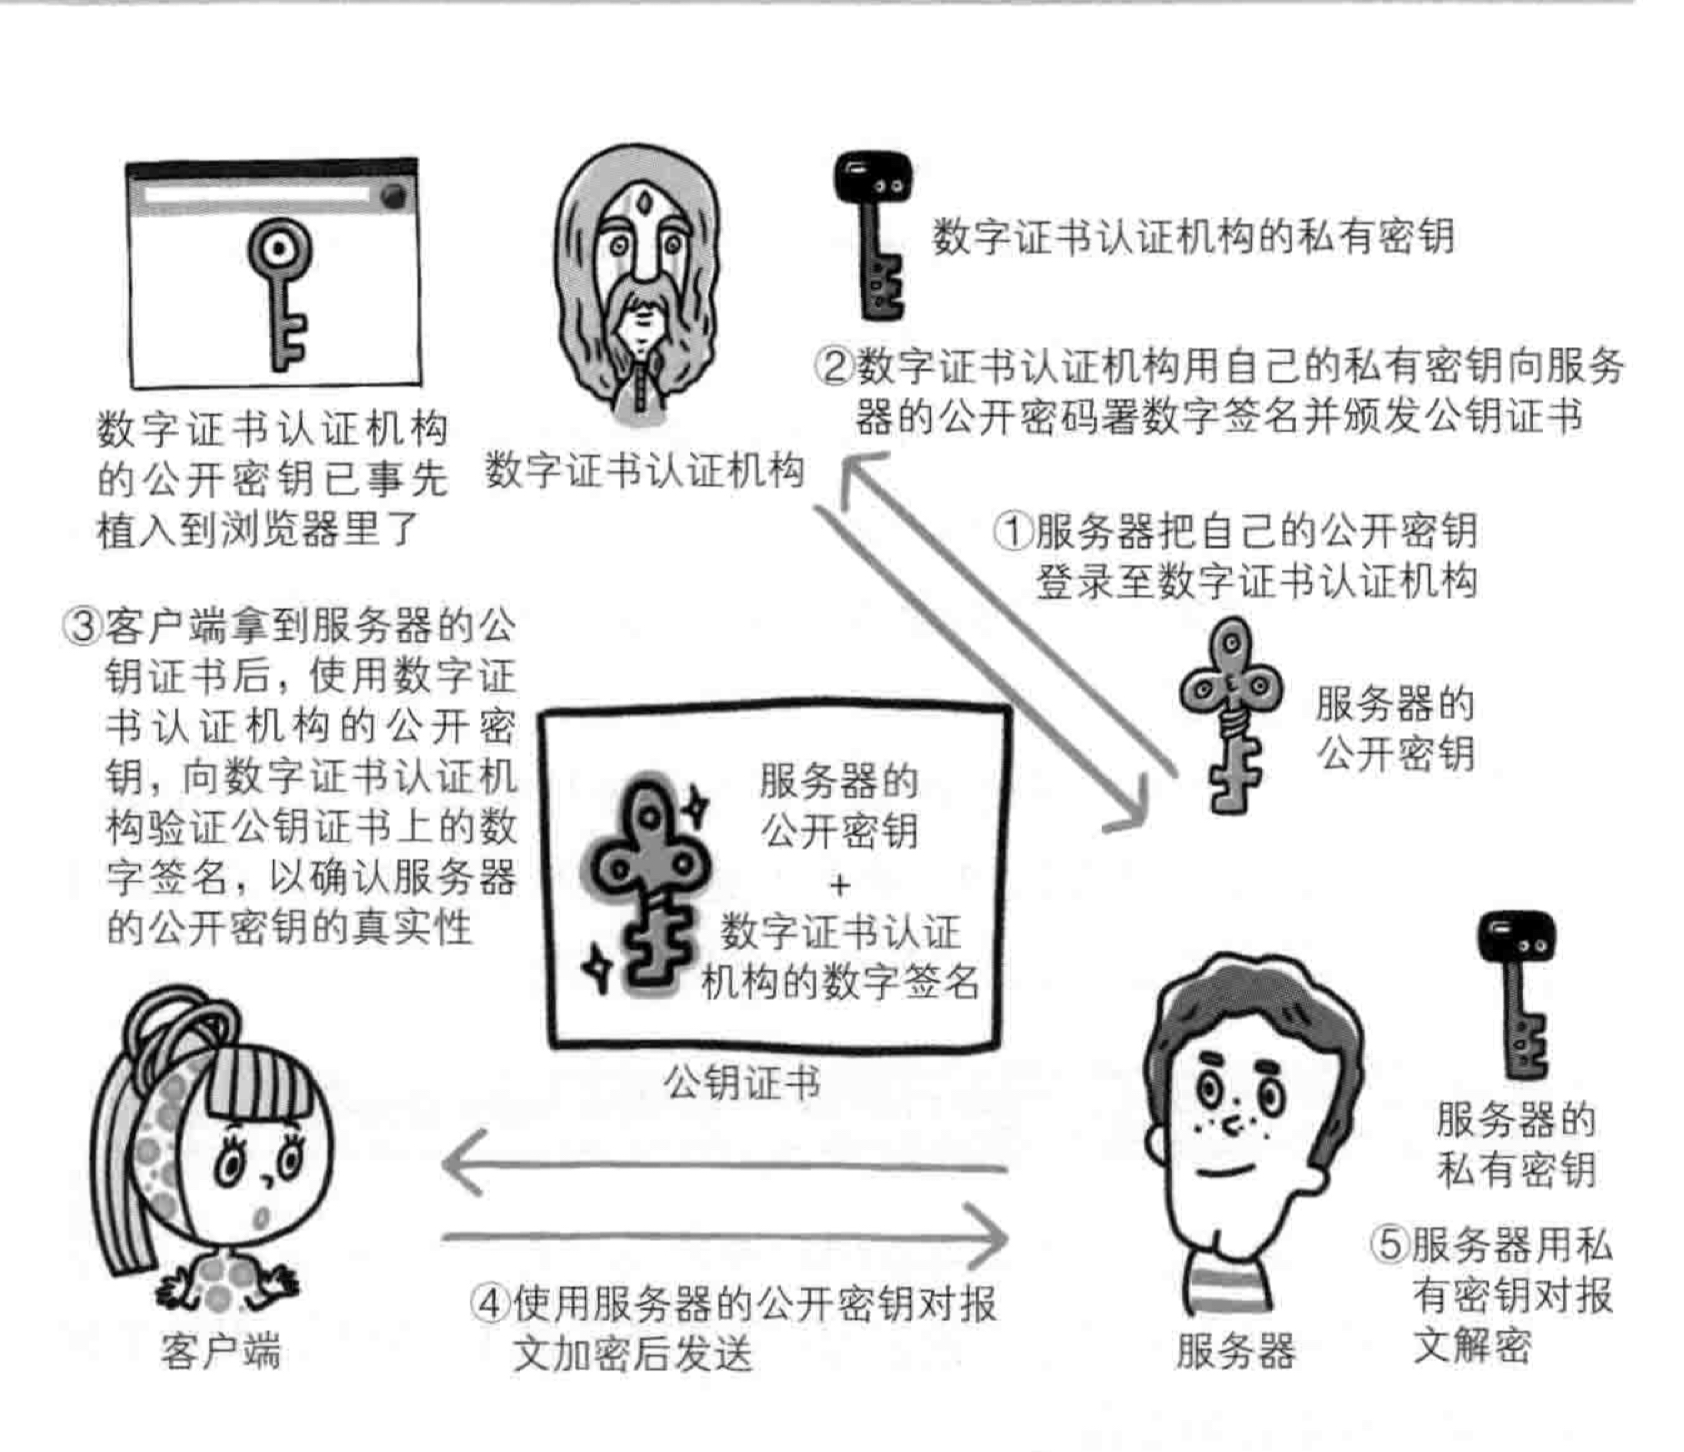 数字证书认证机构的私有密钥
②数字证书认证机构用自己的私有密钥向服务
器的公开密码署数字签名并颁发公钥证书
数字证书认证机构
的公开密钥已事先
植入到浏览器里了
数字证书认证机构
①服务器把自己的公开密钥
登录至数字证书认证机构
服务器的
公开密钥
③客户端拿到服务器的公
钥证书后，使用数字证
书认证机构的公开密
钥，向数字证书认证机
构验证公钥证书上的数
字签名，以确认服务器
的公开密钥的真实性
服务器的
公开密钥
+
数字证书认证
机构的数字签名
公钥证书
服务器的
私有密钥
④使用服务器的公开密钥对报
文加密后发送
⑤服务器用私
有密钥对报
文解密
客户端
服务器